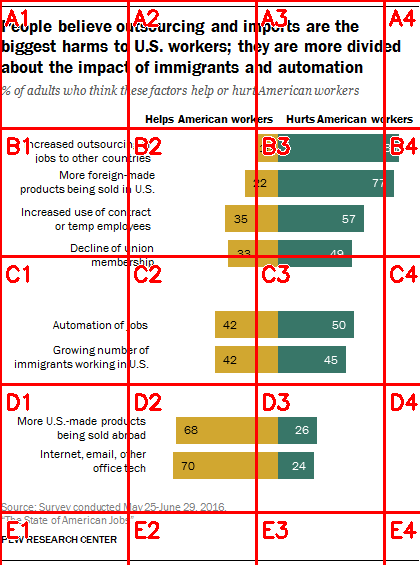 People believe outsourcing and imports are the
biggest harms to U.S. workers; they are more divided
about the impact of immigrants and automation
% of adults who think these factors help or hurt American workers
Helps American workers Hurts American workers
Increased outsourcing of
jobs to other countries
More foreign-made
products being sold in U.S.
22 77
Increased use of contract
or temp employees
35 57
Decline of union
membership
33 49
Automation of jobs
42 50
Growing number of
immigrants working in U.S.
42 45
More U.S.-made products
being sold abroad
68 26
Internet, email, other
office tech
70 24
Source: Survey conducted May 25-June 29, 2016.
"The State of American Jobs"
PEW RESEARCH CENTER
A1 A2 A3 A4
B1 B2 B3 B4
C1 C2 C3 C4
D1 D2 D3 D4
E1 E2 E3 E4